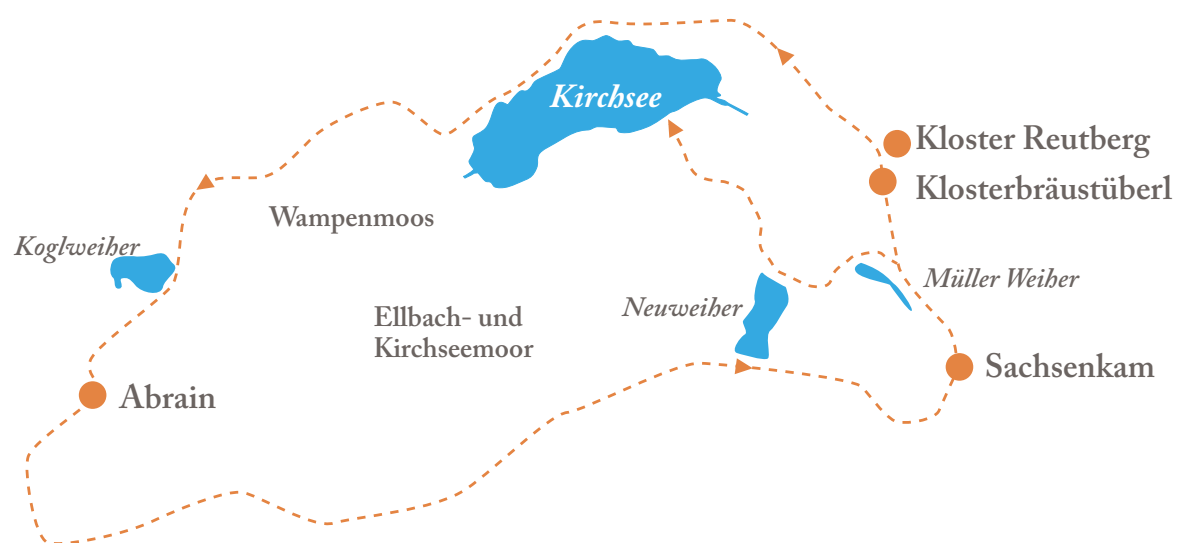 Kirchsee
Kloster Reutberg
Klosterbräustüberl
Wampenmoos
Koglweiher
Müller Weiher
Neuweiher
Ellbach- und
Kirchseemoor
Sachsenkam
Abrain